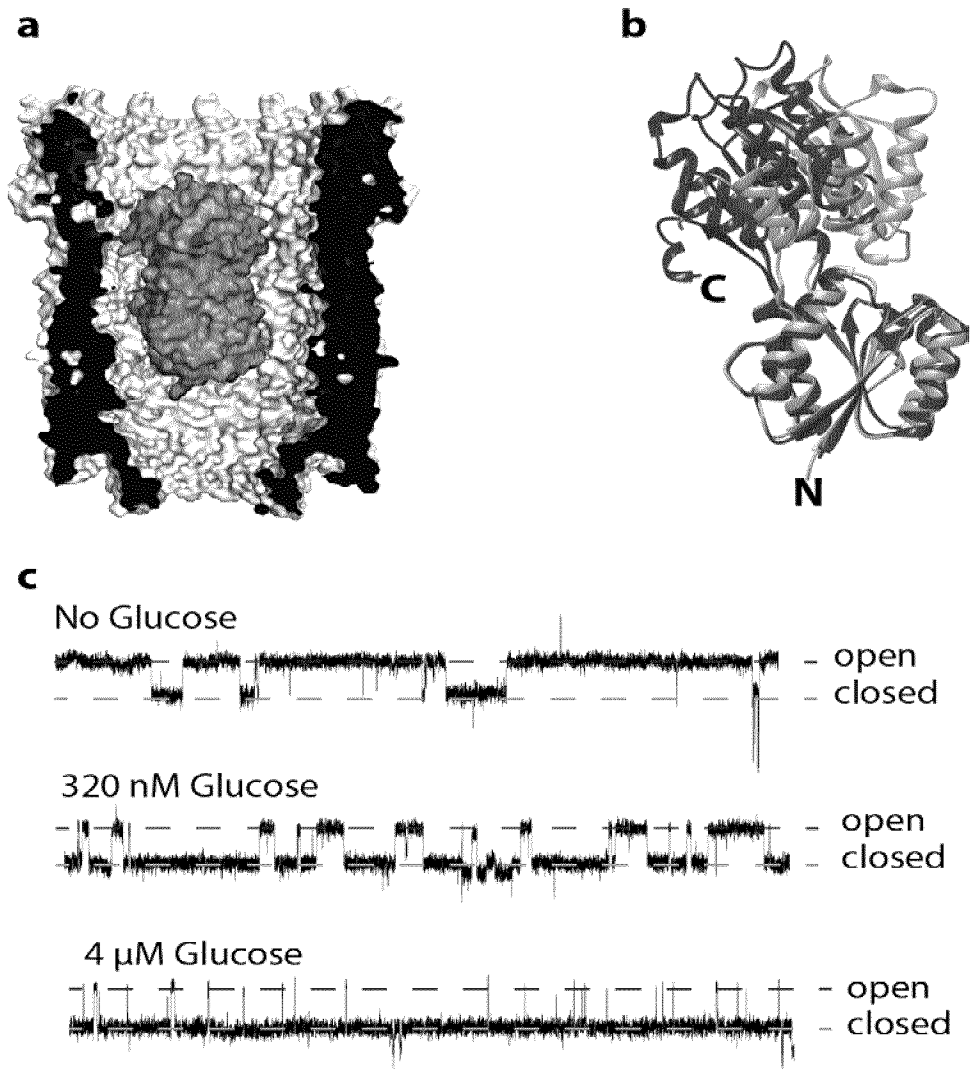 a
b
C
N
c
No Glucose
open
closed
320 nM Glucose
open
closed
4 µM Glucose
open
closed